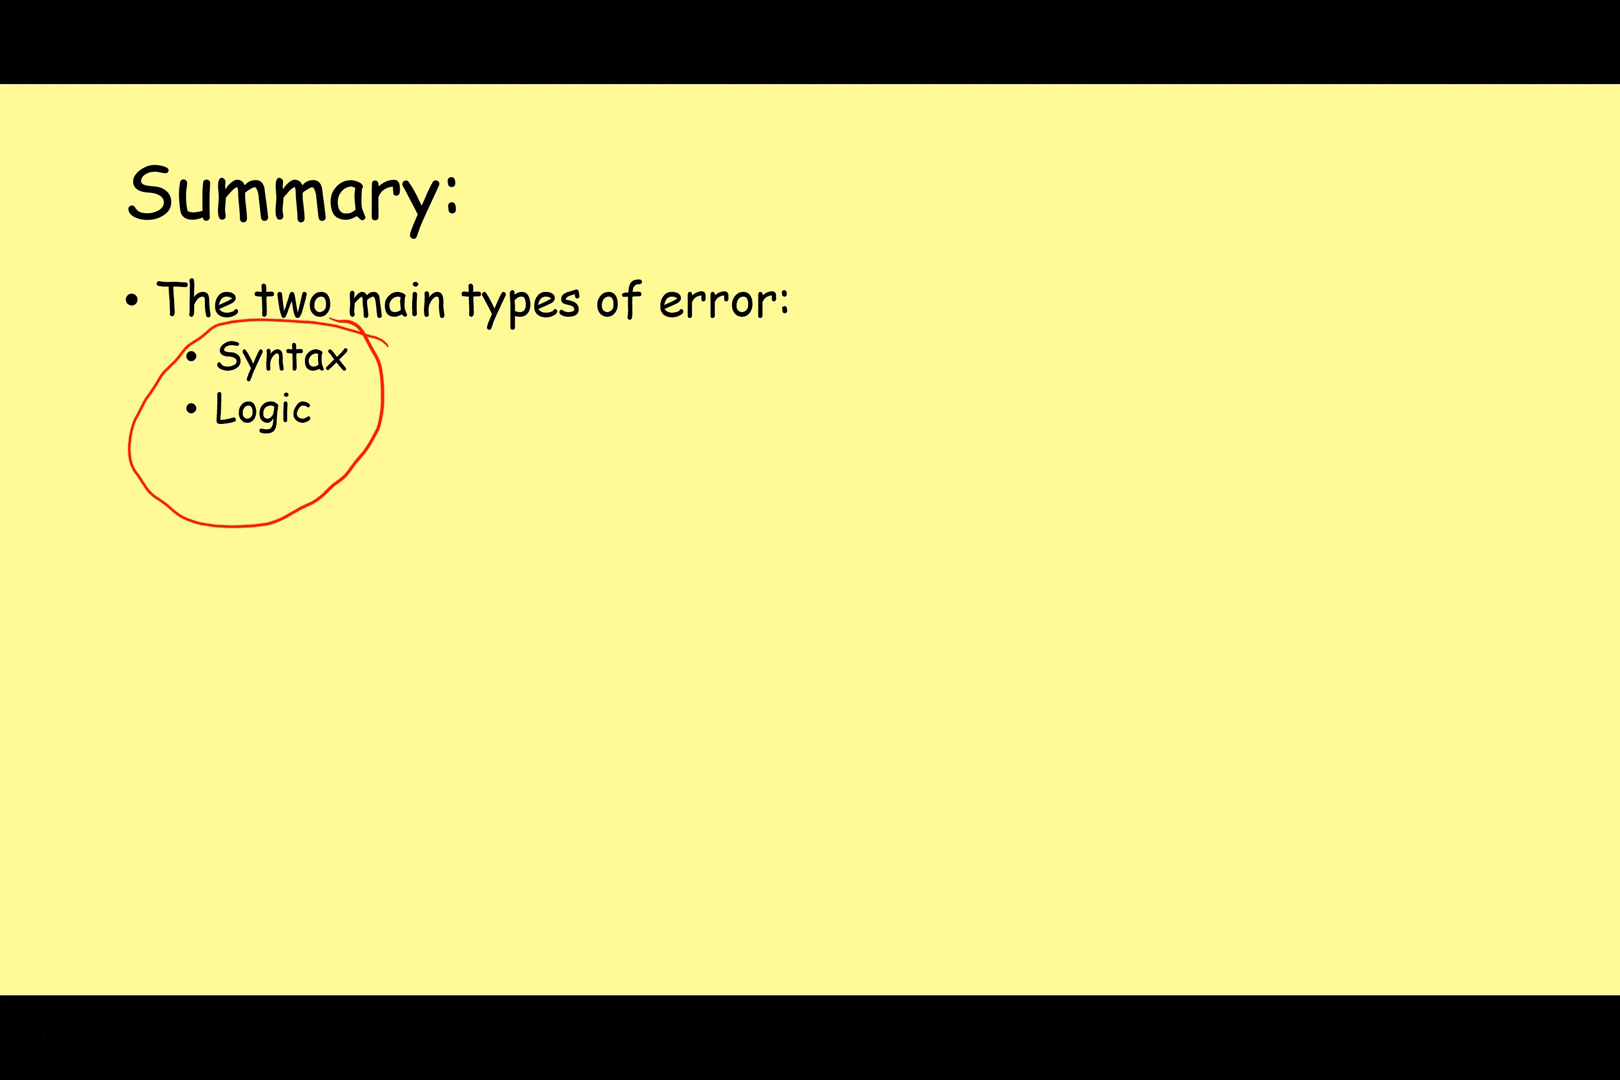 Summary:
• The two main types of error:
• Syntax
• Logic